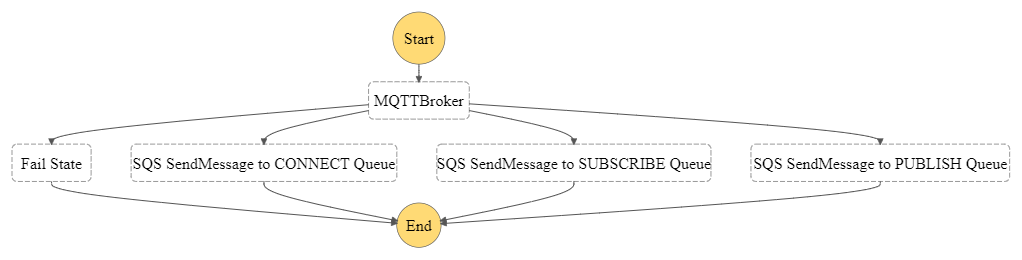 Start
MQTTBroker
Fail State
SQS SendMessage to CONNECT Queue
SQS SendMessage to SUBSCRIBE Queue
SQS SendMessage to PUBLISH Queue
End